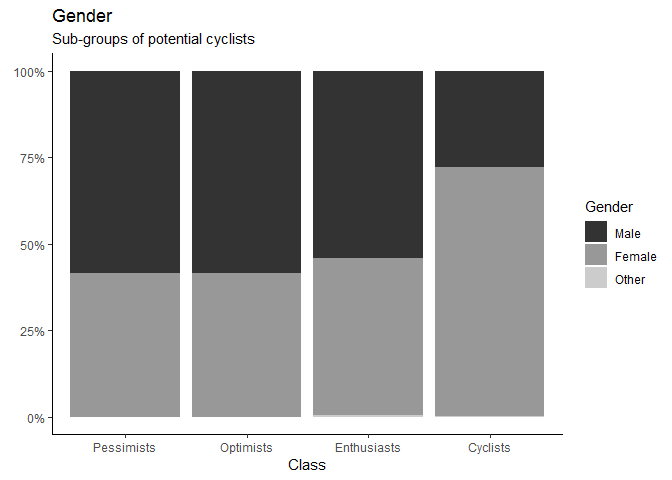 Gender
Sub-groups of potential cyclists
100%
75%
50%
25%
0%
Pessimists Optimists Enthusiasts Cyclists
Class
Gender
Male
Female
Other